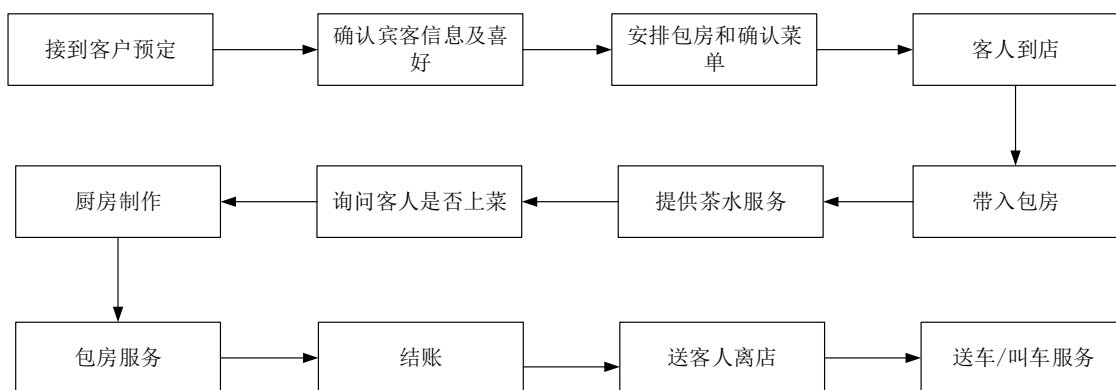 接到客户预定
确认宾客信息及喜
好
安排包房和确认菜
单
客人到店
带入包房
提供茶水服务
询问客人是否上菜
厨房制作
包房服务
结账
送客人离店
送车/叫车服务